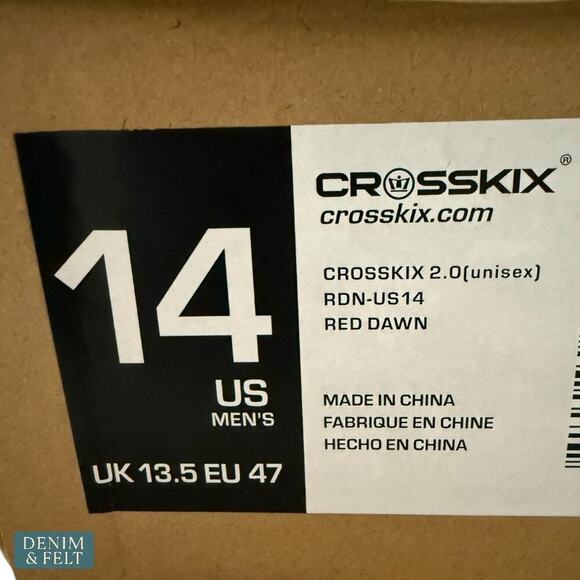 14
US
MEN'S
UK 13.5 EU 47
CROSSKIX®
crosskix.com
CROSSKIX 2.0(unisex)
RDN-US14
RED DAWN
MADE IN CHINA
FABRIQUE EN CHINE
HECHO EN CHINA
DENIM
& FELT